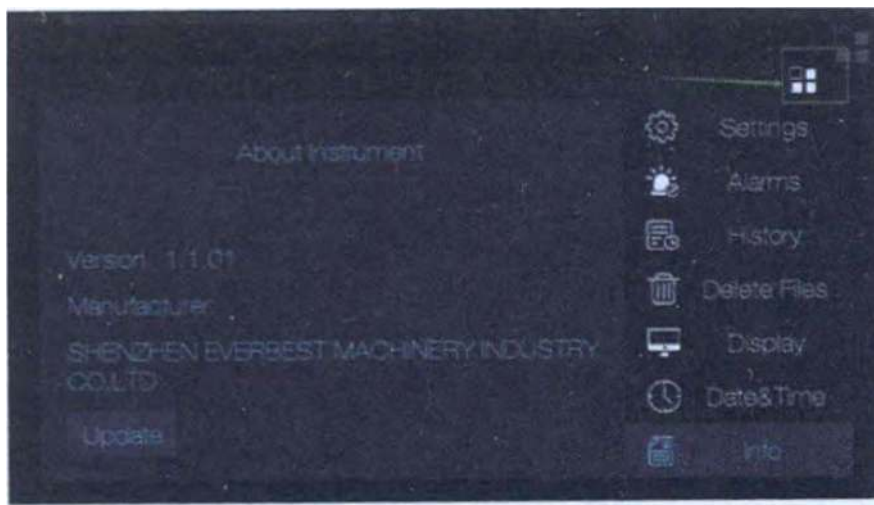 About Instrument
Version 1.1.01
Manufacturer
SHENZHEN EVERBEST MACHINERY INDUSTRY
CO.LTD
Update
Settings
Alarms
History
Delete Files
Display
Date&Time
Info